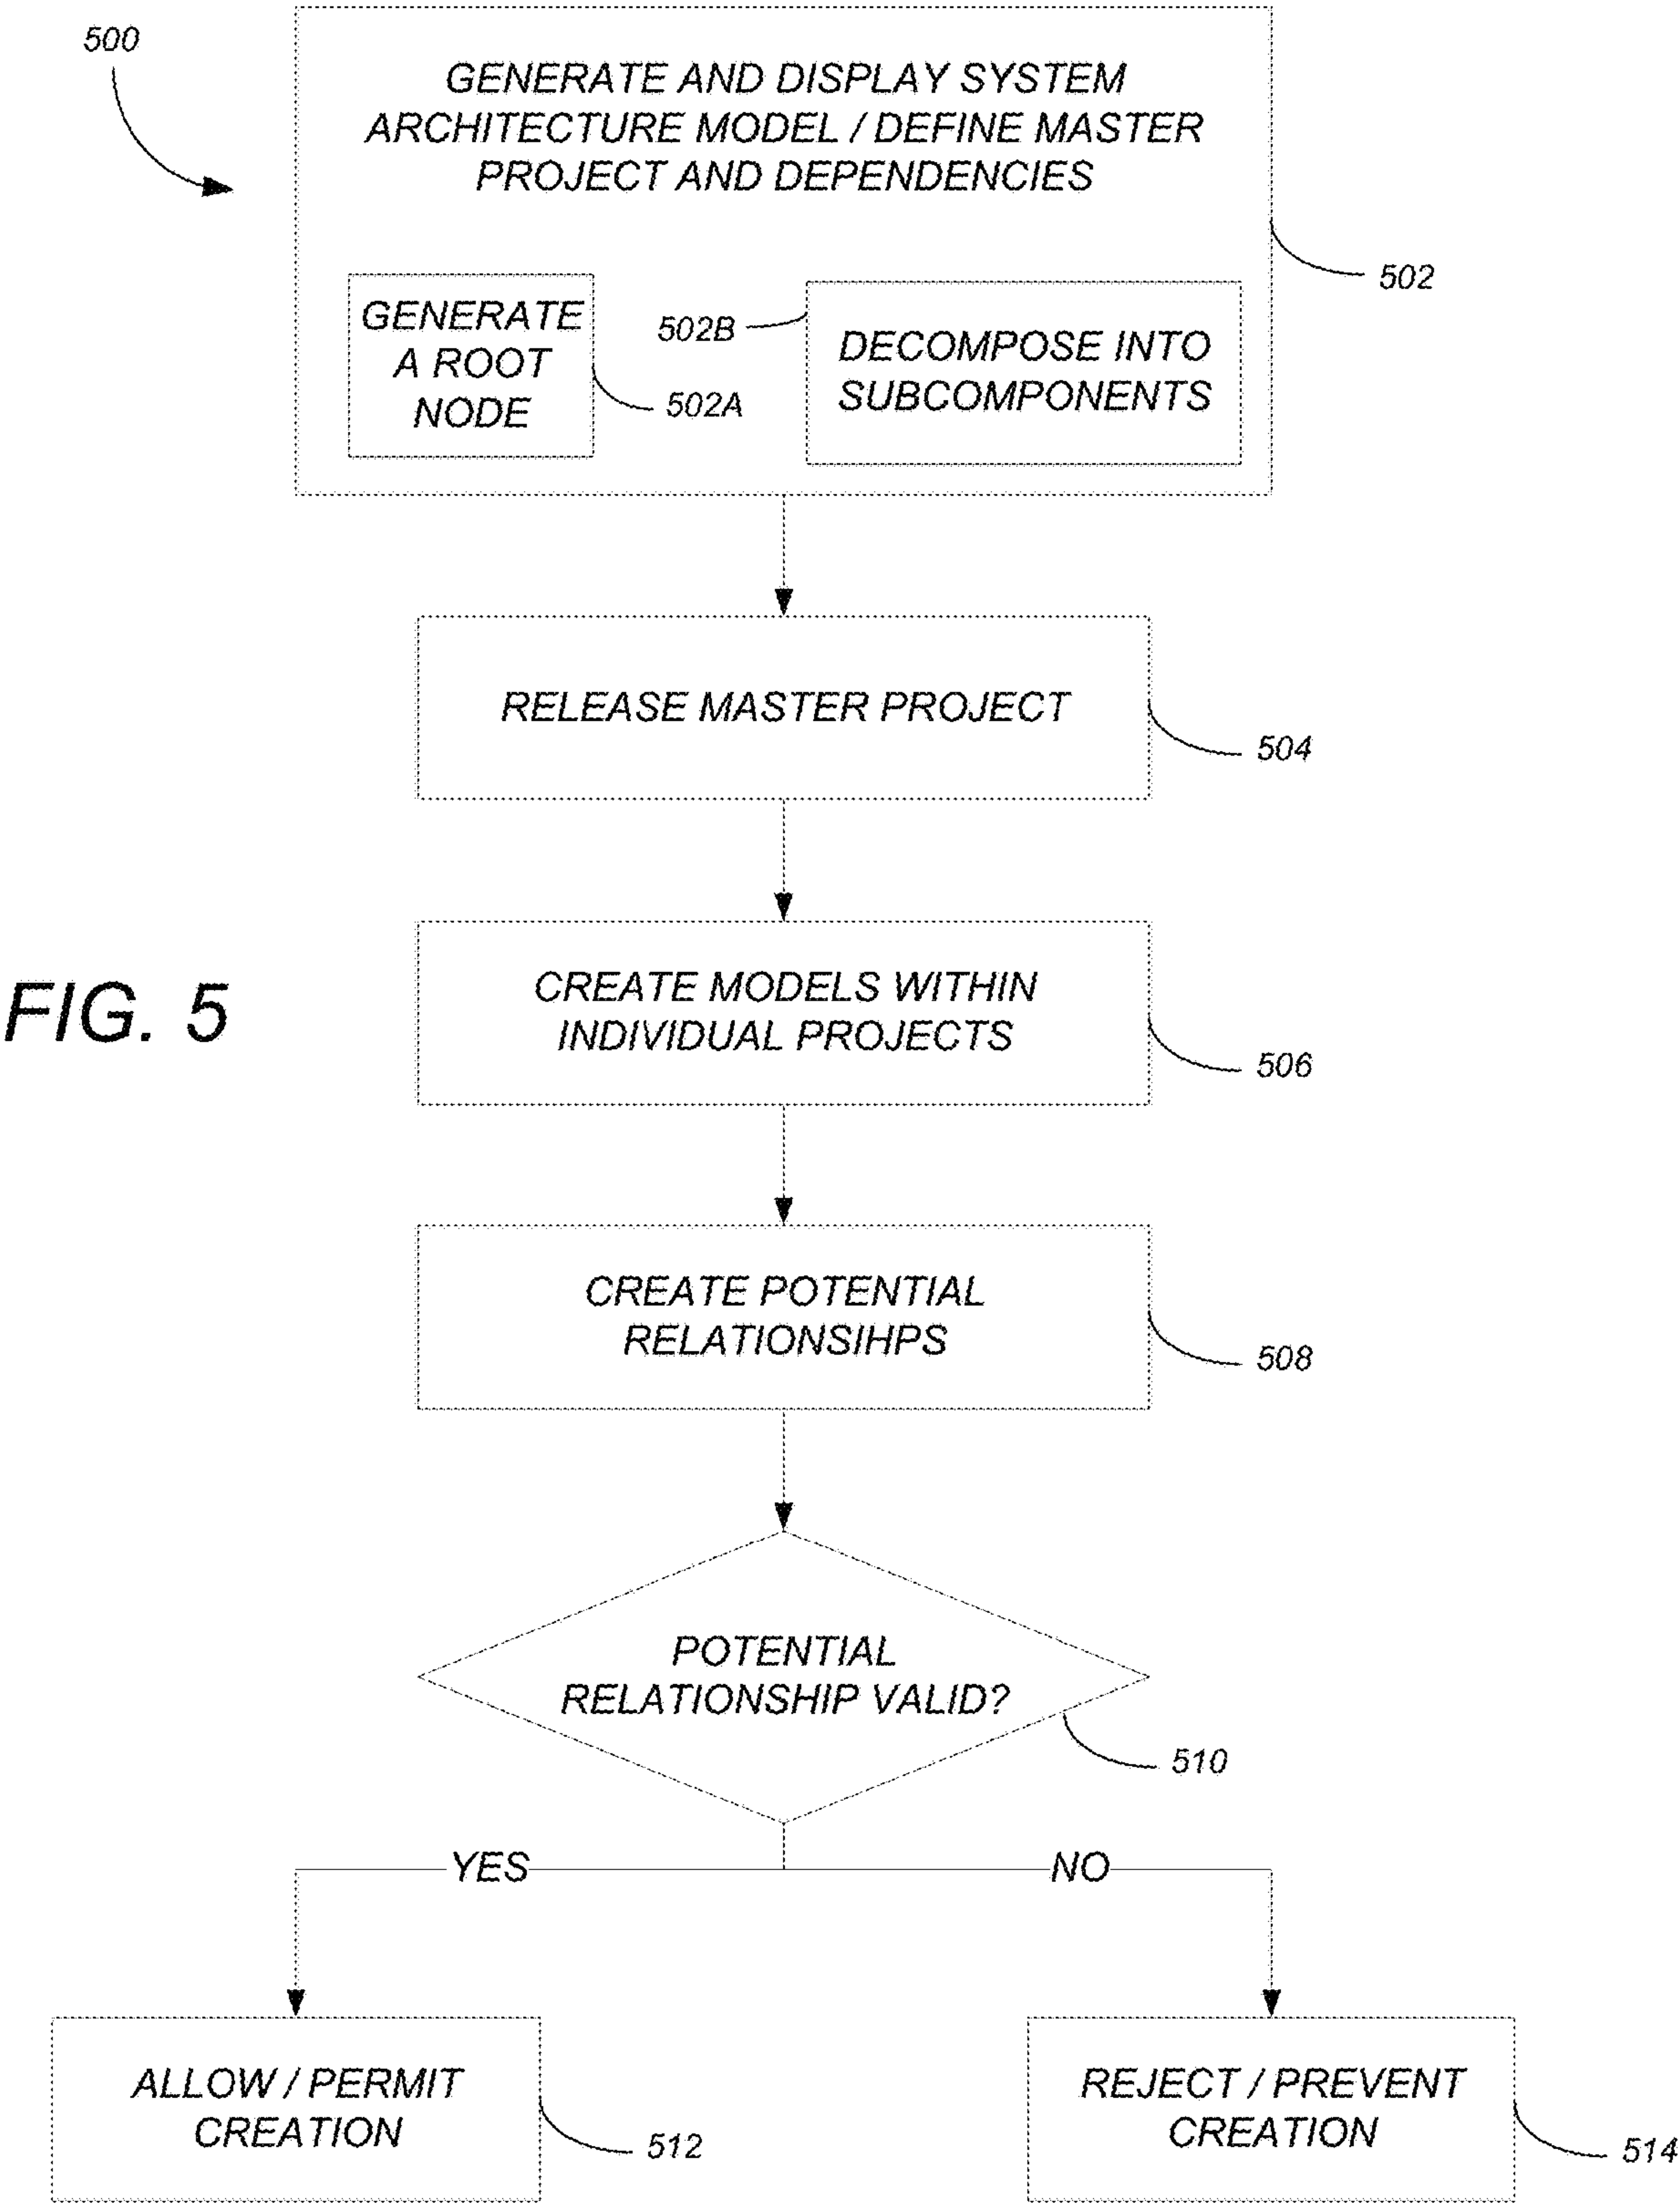 500
GENERATE AND DISPLAY SYSTEM
ARCHITECTURE MODEL / DEFINE MASTER
PROJECT AND DEPENDENCIES
502
GENERATE
A ROOT
NODE
502A
502B
DECOMPOSE INTO
SUBCOMPONENTS
RELEASE MASTER PROJECT
504
FIG. 5
CREATE MODELS WITHIN
INDIVIDUAL PROJECTS
506
CREATE POTENTIAL
RELATIONSIHPS
508
POTENTIAL
RELATIONSHIP VALID?
510
YES
NO
ALLOW / PERMIT
CREATION
512
REJECT / PREVENT
CREATION
514